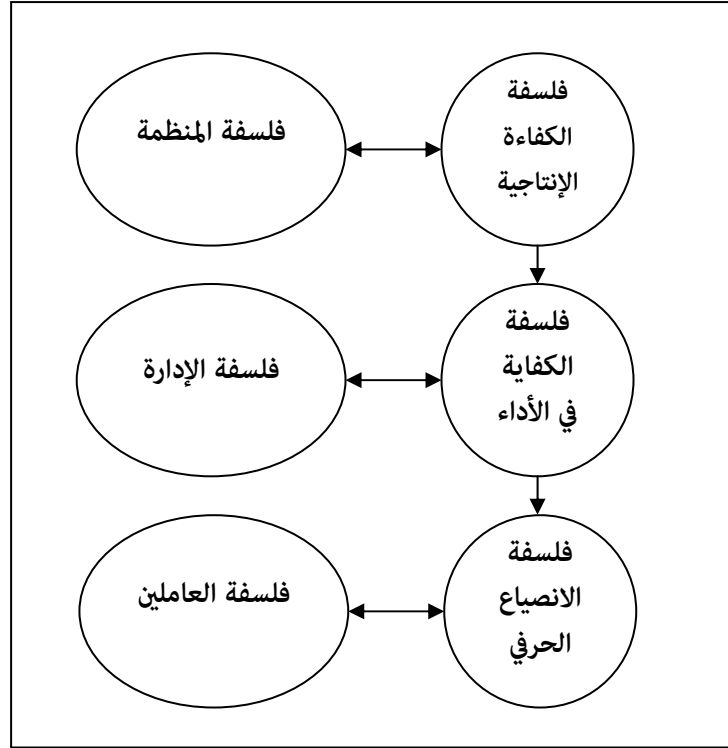 فلسفة
الكفاءة
الإنتاجية
فلسفة المنظمة
فلسفة
الكفاية
في الأداء
فلسفة الإدارة
فلسفة
الانصياع
الحرفي
فلسفة العاملين